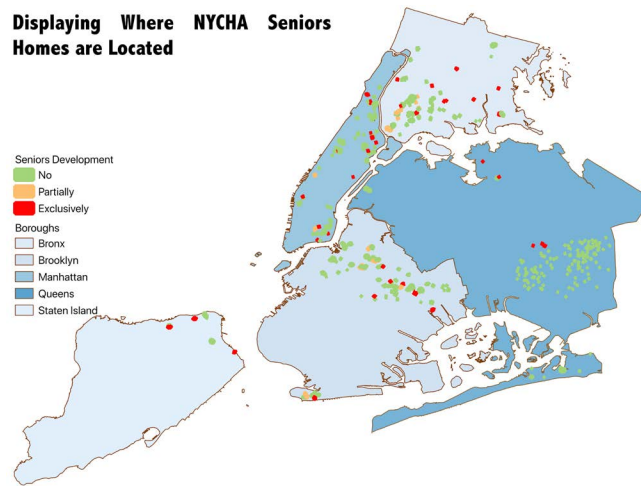 Displaying Where NYCHA Seniors
Homes are Located
Seniors Development
No
Partially
Exclusively
Boroughs
Bronx
Brooklyn
Manhattan
Queens
Staten Island